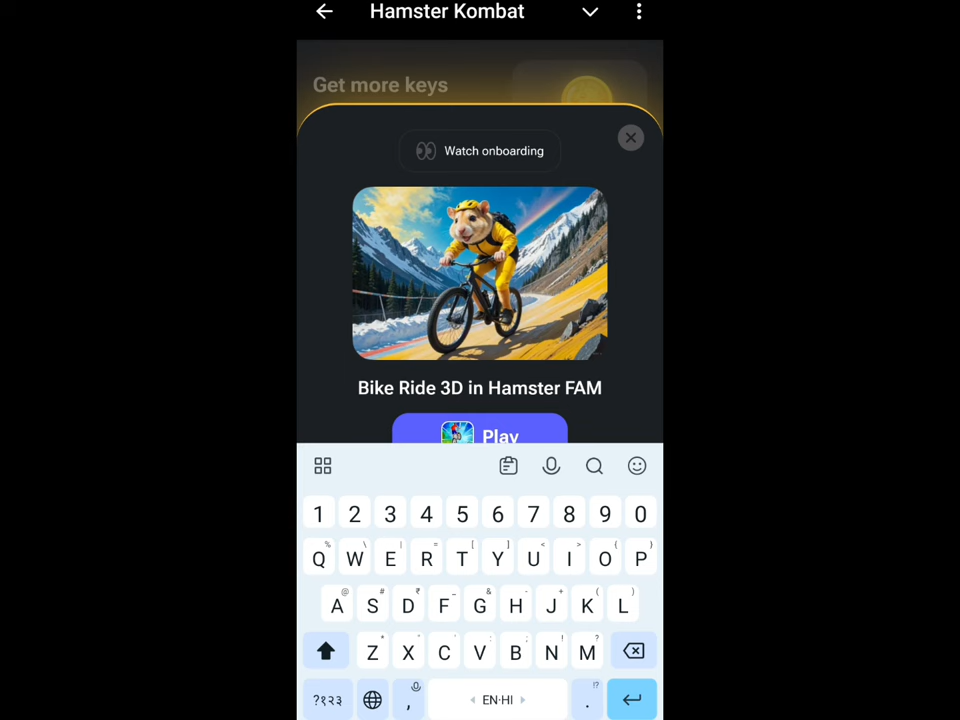 Hamster Kombat
Get more keys
Watch onboarding
Bike Ride 3D in Hamster FAM
Play
1 2 3 4 5 6 7 8 9 0
% \ | = [ ] < > { }
Q W E R T Y U I O P
@ # ₹ _ & - + ( )
A S D F G H J K L
* " ' : ; ! ?
Z X C V B N M
?१२३ , EN·HI . !?